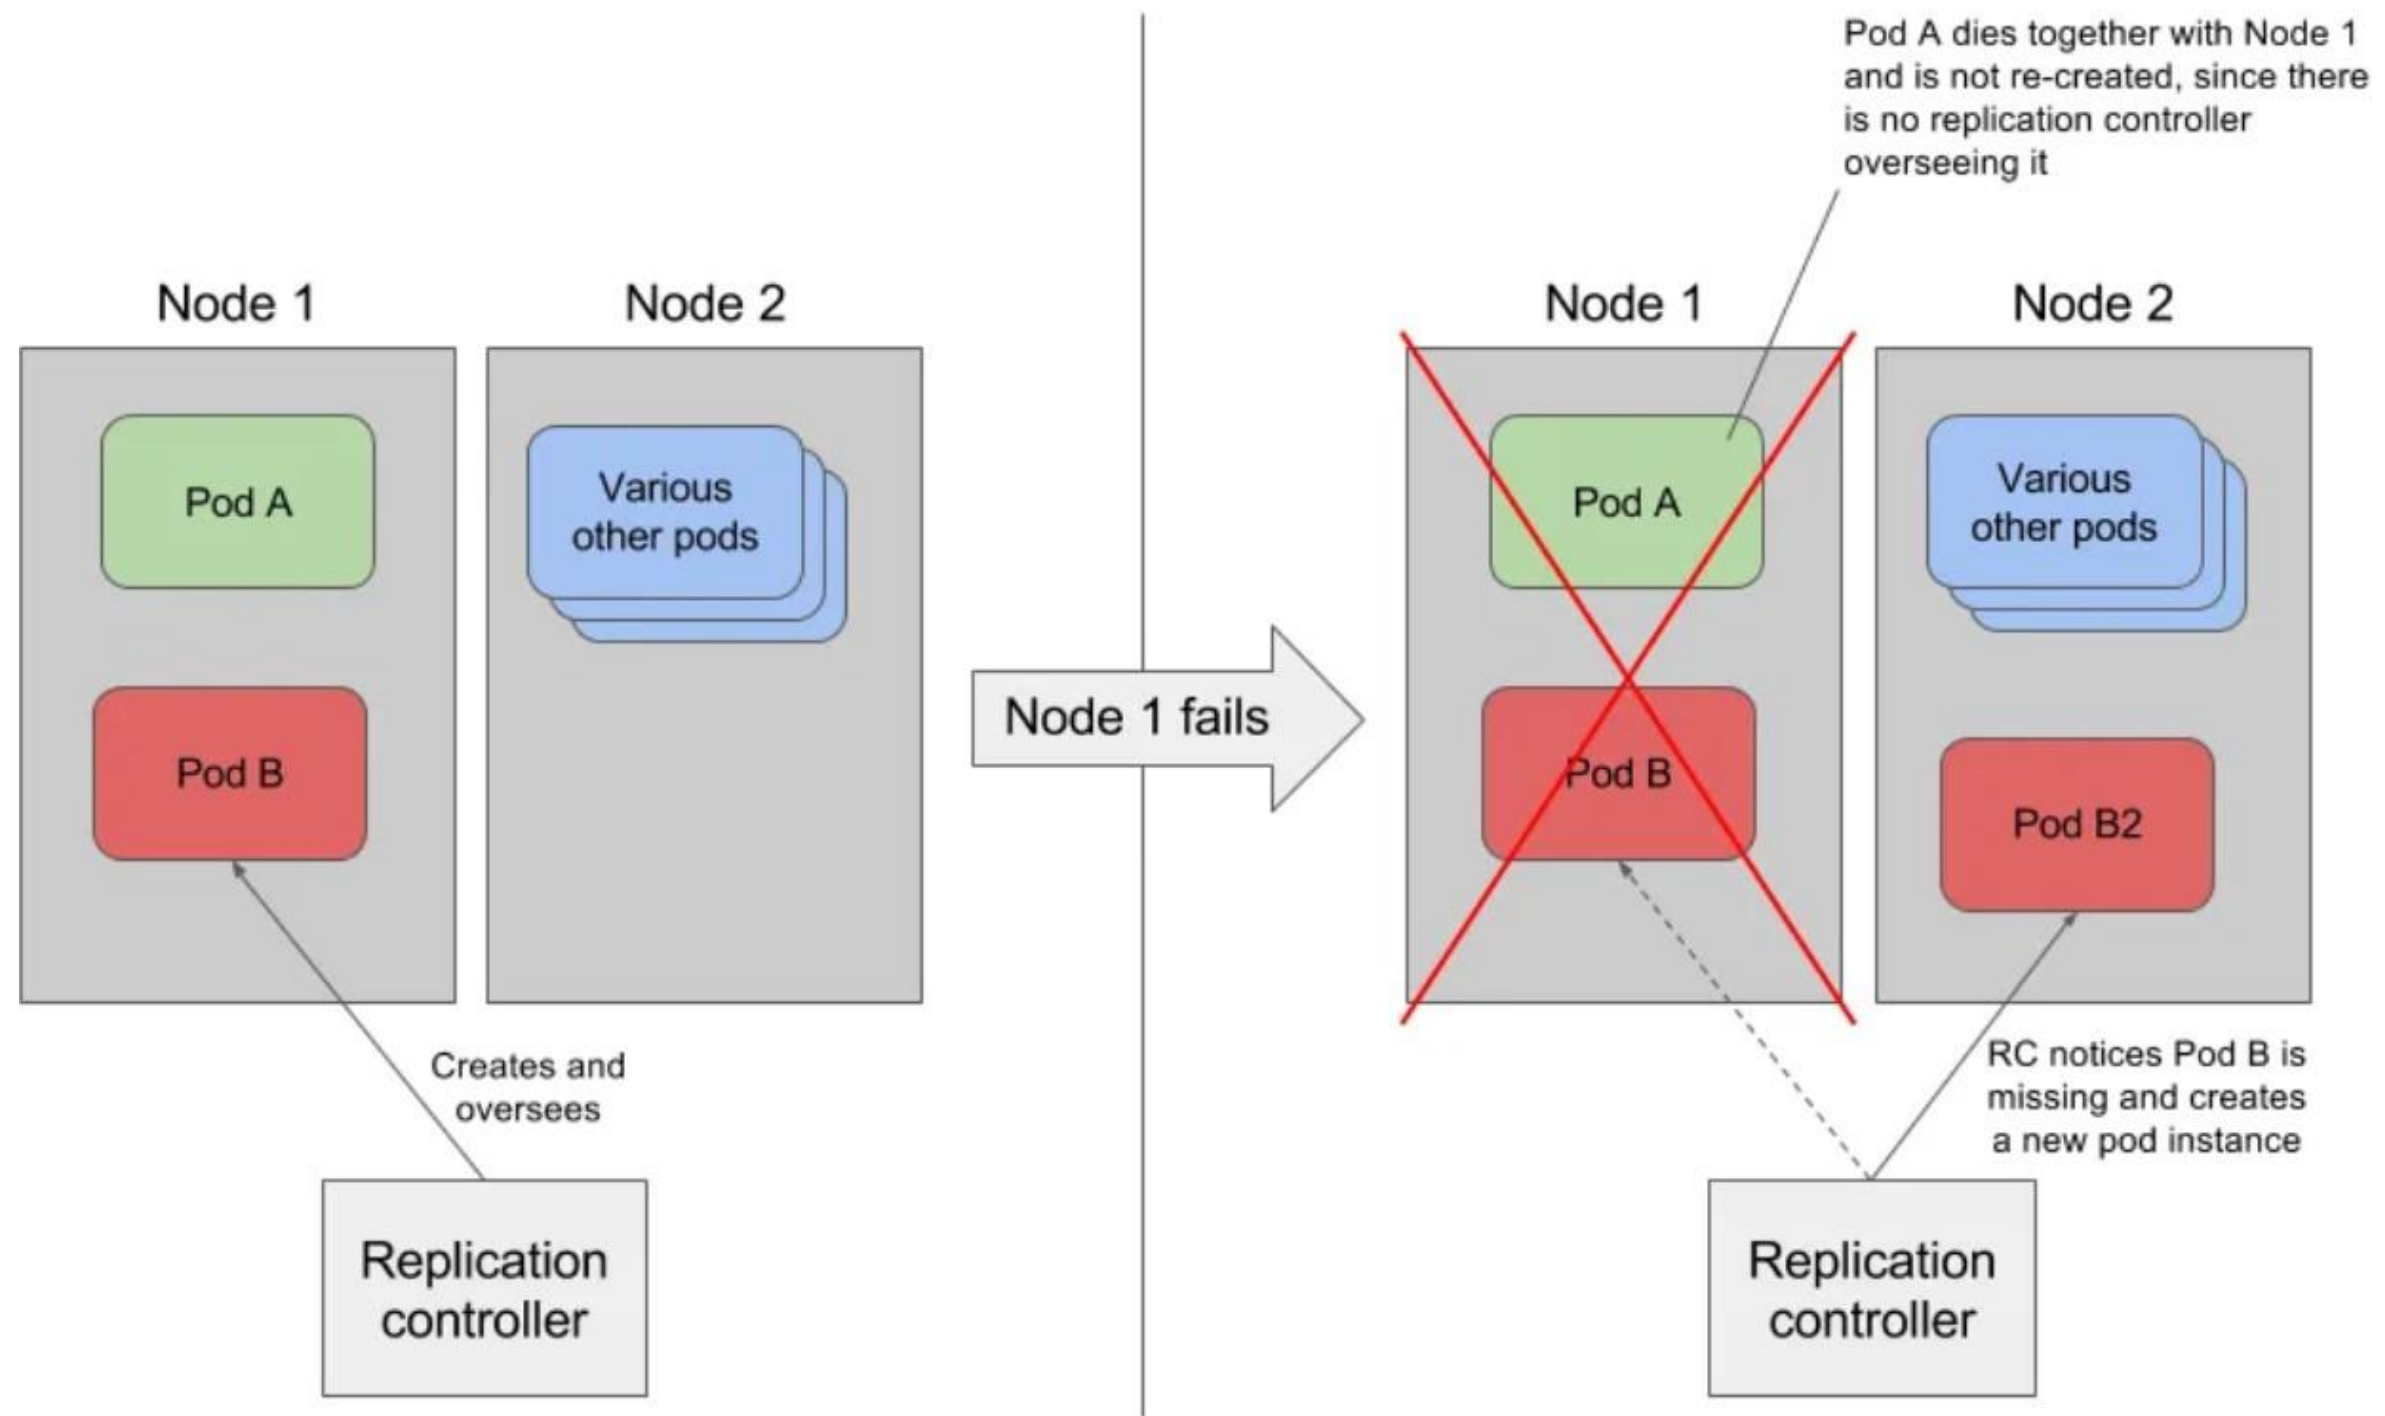 Node 1
Node 2
Pod A
Various
other pods
Pod B
Creates and
oversees
Replication
controller
Node 1 fails
Pod A dies together with Node 1
and is not re-created, since there
is no replication controller
overseeing it
Node 1
Node 2
Pod A
Various
other pods
Pod B
Pod B2
RC notices Pod B is
missing and creates
a new pod instance
Replication
controller